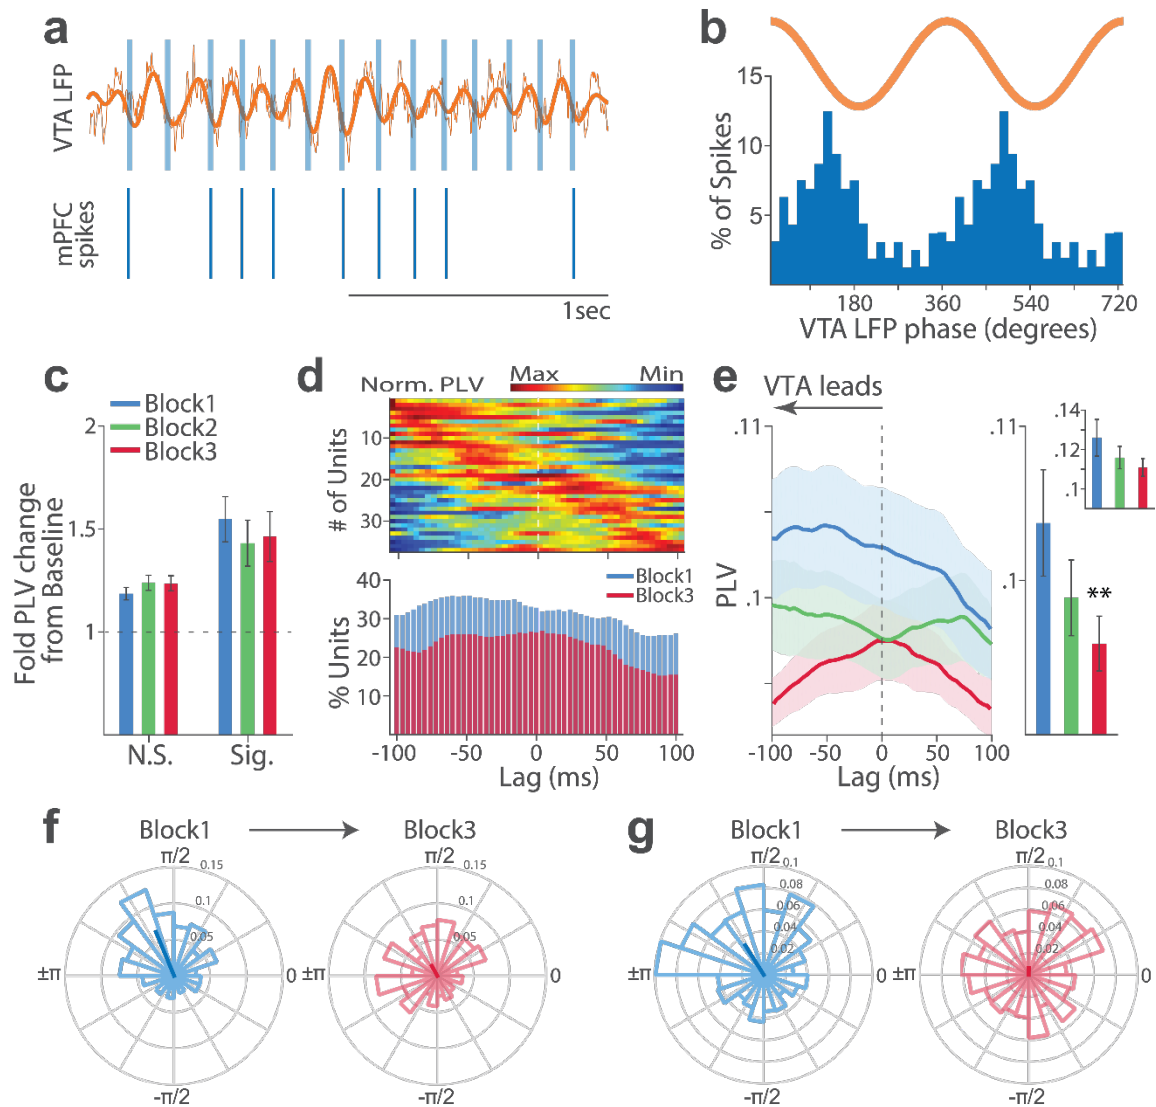 a
VTA LFP
mPFC
spikes
1sec
b
15
10
5
% of Spikes
180
360
540
720
VTA LFP phase (degrees)
c
Block1
Block2
Block3
2
1.5
1
Fold PLV change
from Baseline
N.S.
Sig.
d
Norm. PLV
Max
Min
10
20
30
# of Units
Block1
Block3
40
30
20
10
% Units
-100
-50
0
50
100
Lag (ms)
e
VTA leads
.11
.1
PLV
-100
-50
0
50
100
Lag (ms)
.11
.1
**
.14
.12
.1
f
Block1
Block3
π/2
0.15
0.1
0.05
±π
0
-π/2
π/2
0.15
0.1
0.05
±π
0
-π/2
g
Block1
Block3
π/2
0.1
0.08
0.06
0.04
0.02
±π
0
-π/2
π/2
0.1
0.08
0.06
0.04
0.02
±π
0
-π/2